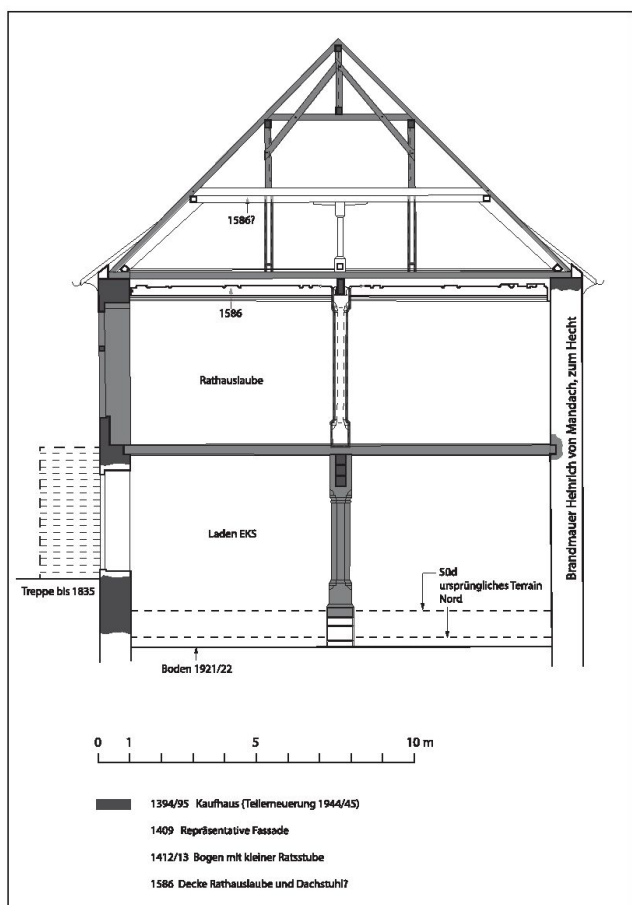 1586?
1586
Rathauslaube
Brandmauer Heinrich von Mandach, zum Hecht
Laden EKS
Treppe bis 1835
Süd
ursprüngliches Terrain
Nord
Boden 1921/22
0 1 5 10 m
1394/95 Kaufhaus (Teilerneuerung 1944/45)
1409 Repräsentative Fassade
1412/13 Bogen mit kleiner Ratsstube
1586 Decke Rathauslaube und Dachstuhl?